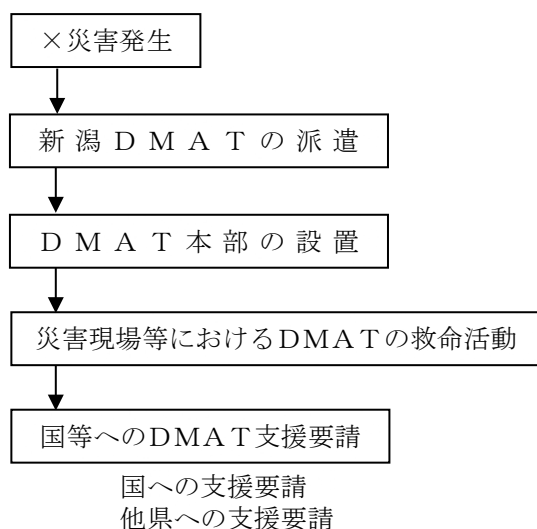 ×災害発生
新潟DMATの派遣
DMAT本部の設置
災害現場等におけるDMATの救命活動
国等へのDMAT支援要請
国への支援要請
他県への支援要請